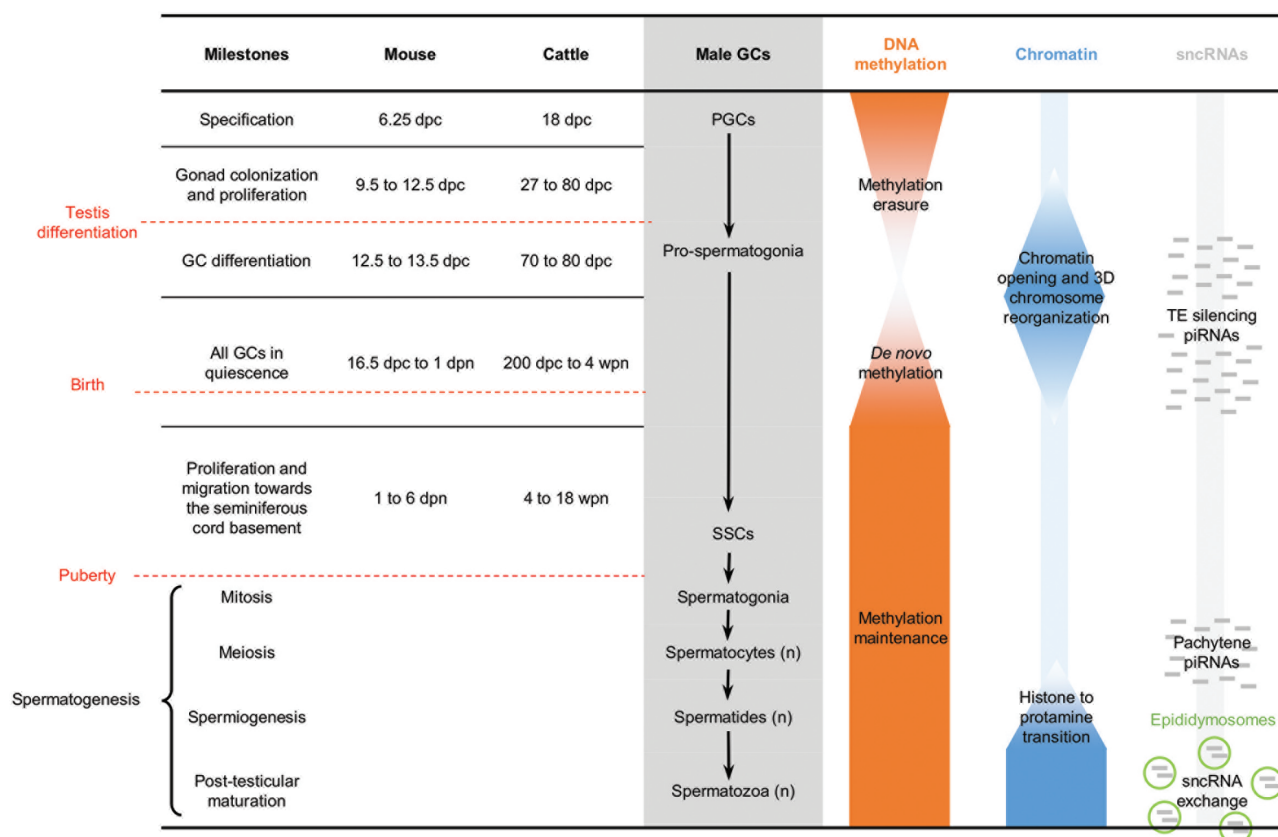 Milestones
Mouse
Cattle
Male GCs
DNA
methylation
Chromatin
sncRNAs
Specification
6.25 dpc
18 dpc
PGCs
Gonad colonization
and proliferation
9.5 to 12.5 dpc
27 to 80 dpc
Methylation
erasure
Testis
differentiation
GC differentiation
12.5 to 13.5 dpc
70 to 80 dpc
Pro-spermatogonia
Chromatin
opening and 3D
chromosome
reorganization
TE silencing
piRNAs
All GCs in
quiescence
16.5 dpc to 1 dpn
200 dpc to 4 wpn
De novo
methylation
Birth
Proliferation and
migration towards
the seminiferous
cord basement
1 to 6 dpn
4 to 18 wpn
SSCs
Puberty
Spermatogenesis
Mitosis
Spermatogonia
Methylation
maintenance
Meiosis
Spermatocytes (n)
Pachytene
piRNAs
Spermiogenesis
Spermatides (n)
Histone to
protamine
transition
Epididymosomes
Post-testicular
maturation
Spermatozoa (n)
sncRNA
exchange